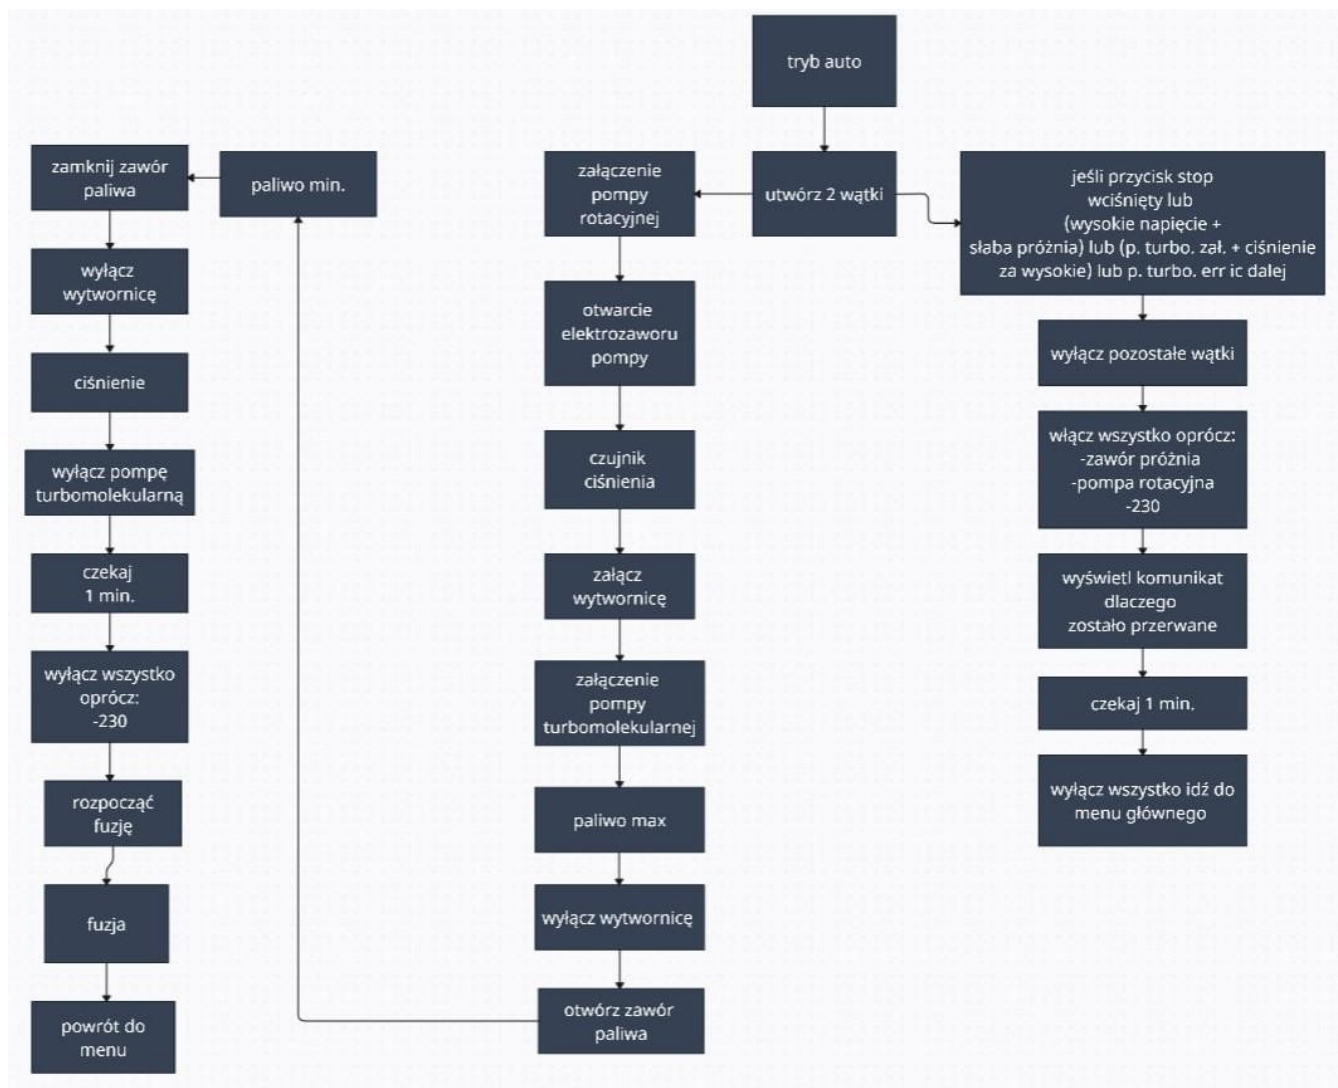 tryb auto
utwórz 2 wątki
załączenie
pompy
rotacyjnej
otwarcie
elektrozaworu
pompy
czujnik
ciśnienia
załącz
wytwornicę
załączenie
pompy
turbomolekularnej
paliwo max
wyłącz wytwornicę
otwórz zawór
paliwa
paliwo min.
zamknij zawór
paliwa
wyłącz
wytwornicę
ciśnienie
wyłącz pompę
turbomolekularną
czekaj
1 min.
wyłącz wszystko
oprócz:
-230
rozpocząć
fuzję
fuzja
powrót do
menu
jeśli przycisk stop
wciśnięty lub
(wysokie napięcie +
słaba próżnia) lub (p. turbo. zał. + ciśnienie
za wysokie) lub p. turbo. err ic dalej
wyłącz pozostałe wątki
włącz wszystko oprócz:
-zawór próżnia
-pompa rotacyjna
-230
wyświetl komunikat
dlaczego
zostało przerwane
czekaj 1 min.
wyłącz wszystko idź do
menu głównego